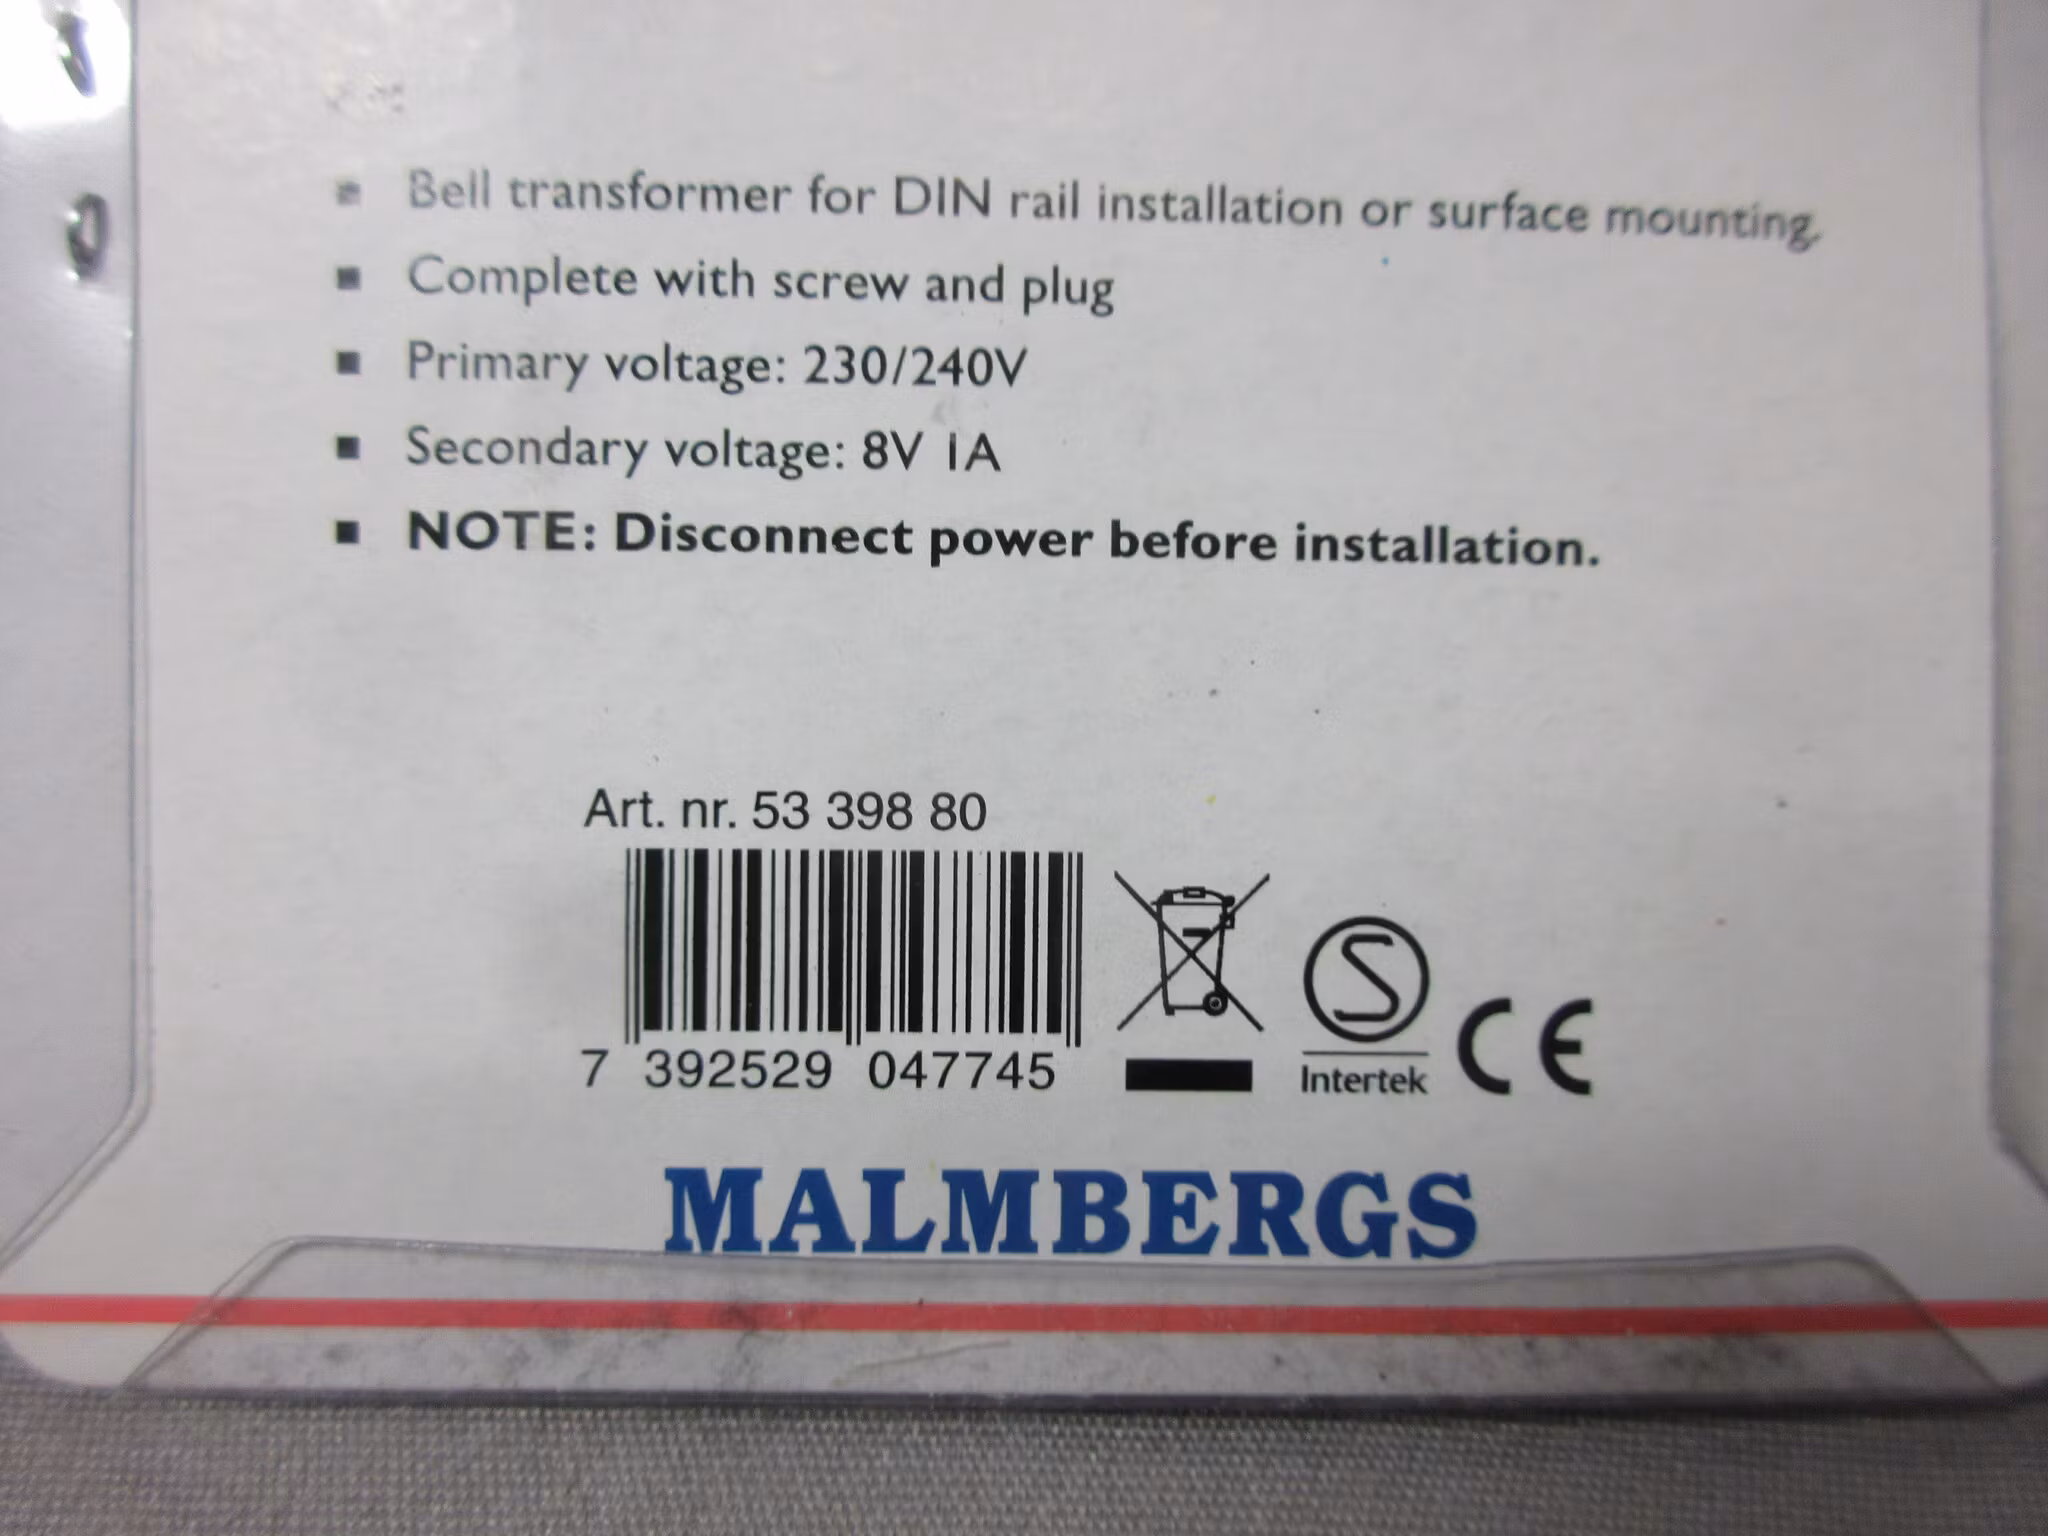 ▪ Bell transformer for DIN rail installation or surface mounting.
▪ Complete with screw and plug
▪ Primary voltage: 230/240V
▪ Secondary voltage: 8V 1A
▪ NOTE: Disconnect power before installation.
Art. nr. 53 398 80
7 392529 047745
S
Intertek
CE
MALMBERGS